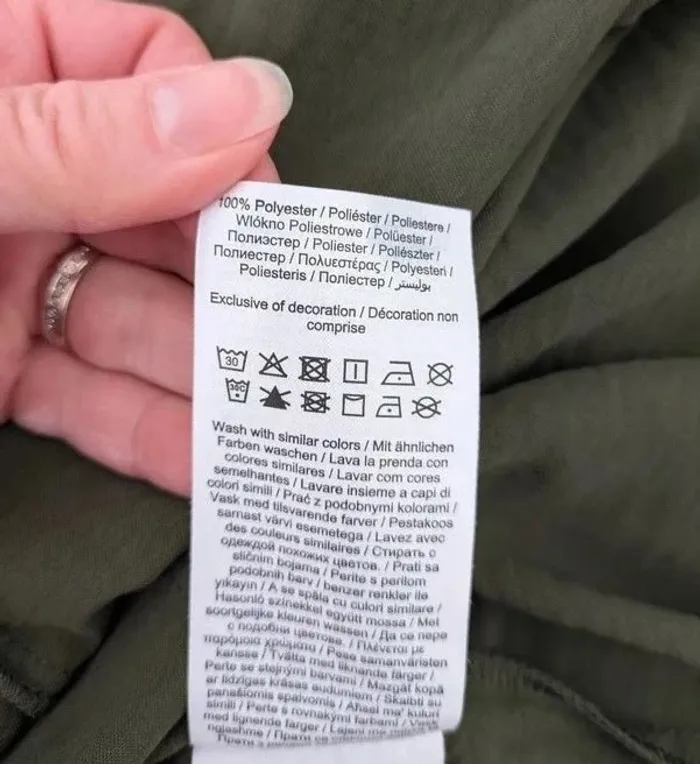 100% Polyester / Poliéster / Poliestere /
Włókno Poliestrowe / Polüester /
Полиэстер / Poliester / Poliészter /
Полиестер / Πολυεστέρας / Polyesteri /
Poliesteris / Поліестер / بوليستر
Exclusive of decoration / Décoration non
comprise
30
30C
Wash with similar colors / Mit ähnlichen
Farben waschen / Lava la prenda con
colores similares / Lavar com cores
semelhantes / Lavare insieme a capi di
colori simili / Prać z podobnymi kolorami /
Vask med tilsvarende farver / Pestakoos
samast värvi esemetega / Lavez avec
des couleurs similaires / Стирать с
одеждой похожих цветов. / Prati sa
sličnim bojama / Perite s perilom
podobnih barv / benzer renkler ile
yıkayın / A se spăla cu culori similare /
Hasonló színekkel együtt mossa / Met
soortgelijke kleuren wassen / Да се пере
с подобни цветове. / Πλένεται με
παρόμοια χρώματα / Pese samanväristen
kanssa / Tvätta med liknande färger /
Perte se stejnými barvami / Mazgāt kopā
ar līdzīgas krāsas audumiem / Skalbti su
panašiomis spalvomis / Ahsel ma' kuluri
simili / Perte s rovnakými farbami / Vask
med lignende farger /